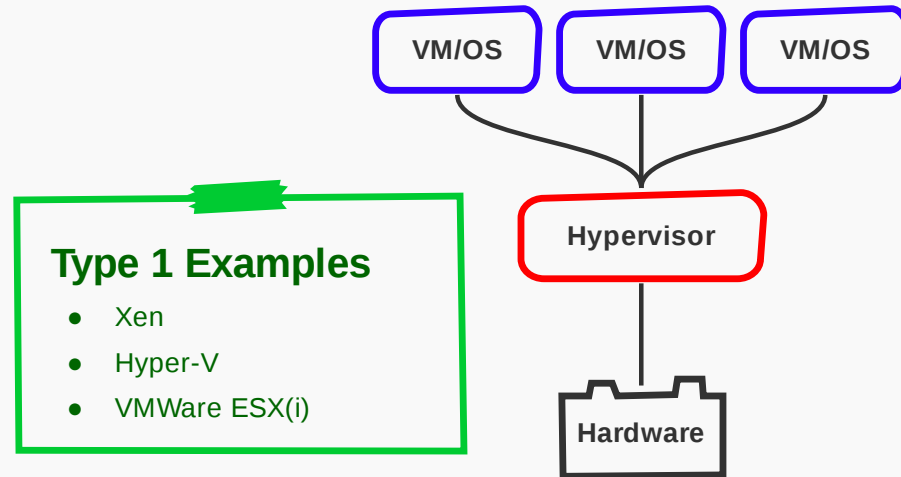 VM/OS VM/OS VM/OS
Hypervisor
Type 1 Examples
● Xen
● Hyper-V
● VMWare ESX(i)
Hardware